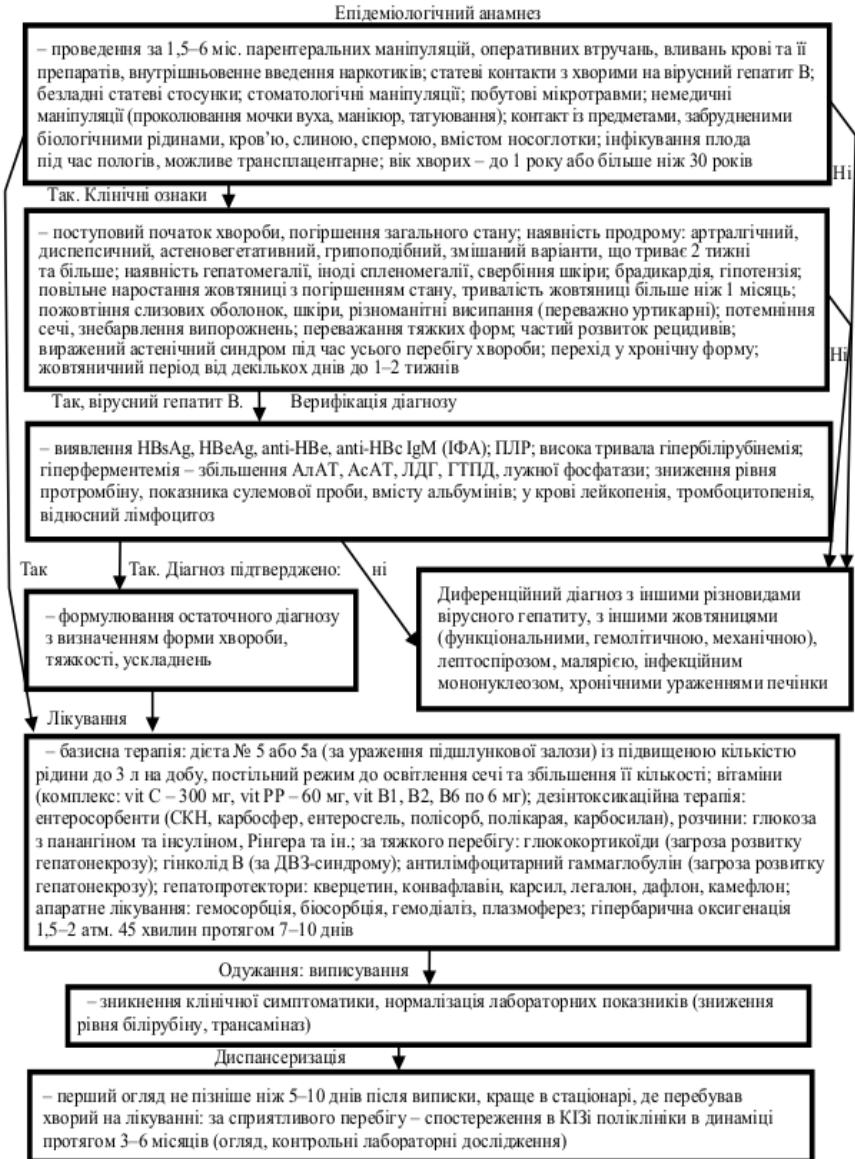 Епідеміологічний анамнез
– проведення за 1,5–6 міс. парентеральних маніпуляцій, оперативних втручань, вливань крові та її
препаратів, внутрішньовенне введення наркотиків; статеві контакти з хворими на вірусний гепатит В;
безладні статеві стосунки; стоматологічні маніпуляції; побутові мікротравми; немедичні
маніпуляції (проколювання мочки вуха, манікюр, татуювання); контакт із предметами, забрудненими
біологічними рідинами, кров’ю, слиною, спермою, вмістом носоглотки; інфікування плода
під час пологів, можливе трансплацентарне; вік хворих – до 1 року або більше ніж 30 років
Ні
Так. Клінічні ознаки
– поступовий початок хвороби, погіршення загального стану; наявність продрому: артралгічний,
диспепсичний, астеновегетативний, грипоподібний, змішаний варіанти, що триває 2 тижні
та більше; наявність гепатомегалії, іноді спленомегалії, свербіння шкіри; брадикардія, гіпотензія;
повільне наростання жовтяниці з погіршенням стану, тривалість жовтяниці більше ніж 1 місяць;
пожовтіння слизових оболонок, шкіри, різноманітні висипання (переважно уртикарні); потемніння
сечі, знебарвлення випорожнень; переважання тяжких форм; частий розвиток рецидивів;
виражений астенічний синдром під час усього перебігу хвороби; перехід у хронічну форму;
жовтяничний період від декількох днів до 1–2 тижнів
Ні
Так, вірусний гепатит В. Верифікація діагнозу
– виявлення HBsAg, HBeAg, anti-HBe, anti-HBc IgM (ІФА); ПЛР; висока тривала гіпербілірубінемія;
гіперферментемія – збільшення АлАТ, АсАТ, ЛДГ, ГТПД, лужної фосфатази; зниження рівня
протромбіну, показника сулемової проби, вмісту альбумінів; у крові лейкопенія, тромбоцитопенія,
відносний лімфоцитоз
Так Так. Діагноз підтверджено: ні
– формулювання остаточного діагнозу
з визначенням форми хвороби,
тяжкості, ускладнень
Диференційний діагноз з іншими різновидами
вірусного гепатиту, з іншими жовтяницями
(функціональними, гемолітичною, механічною),
лептоспірозом, малярією, інфекційним
мононуклеозом, хронічними ураженнями печінки
Лікування
– базисна терапія: дієта № 5 або 5а (за ураження підшлункової залози) із підвищеною кількістю
рідини до 3 л на добу, постільний режим до освітлення сечі та збільшення її кількості; вітаміни
(комплекс: vit C – 300 мг, vit PP – 60 мг, vit B1, B2, B6 по 6 мг); дезінтоксикаційна терапія:
ентеросорбенти (СКН, карбосфер, ентеросгель, полісорб, полікарая, карбосилан), розчини: глюкоза
з панангіном та інсуліном, Рінгера та ін.; за тяжкого перебігу: глюкокортикоїди (загроза розвитку
гепатонекрозу); гінколід В (за ДВЗ-синдрому); антилімфоцитарний гаммаглобулін (загроза розвитку
гепатонекрозу); гепатопротектори: кверцетин, конвафлавін, карсил, легалон, дафлон, камефлон;
апаратне лікування: гемосорбція, біосорбція, гемодіаліз, плазмоферез; гіпербарична оксигенація
1,5–2 атм. 45 хвилин протягом 7–10 днів
Одужання: виписування
– зникнення клінічної симптоматики, нормалізація лабораторних показників (зниження
рівня білірубіну, трансаміназ)
Диспансеризація
– перший огляд не пізніше ніж 5–10 днів після виписки, краще в стаціонарі, де перебував
хворий на лікуванні: за сприятливого перебігу – спостереження в КІЗі поліклініки в динаміці
протягом 3–6 місяців (огляд, контрольні лабораторні дослідження)